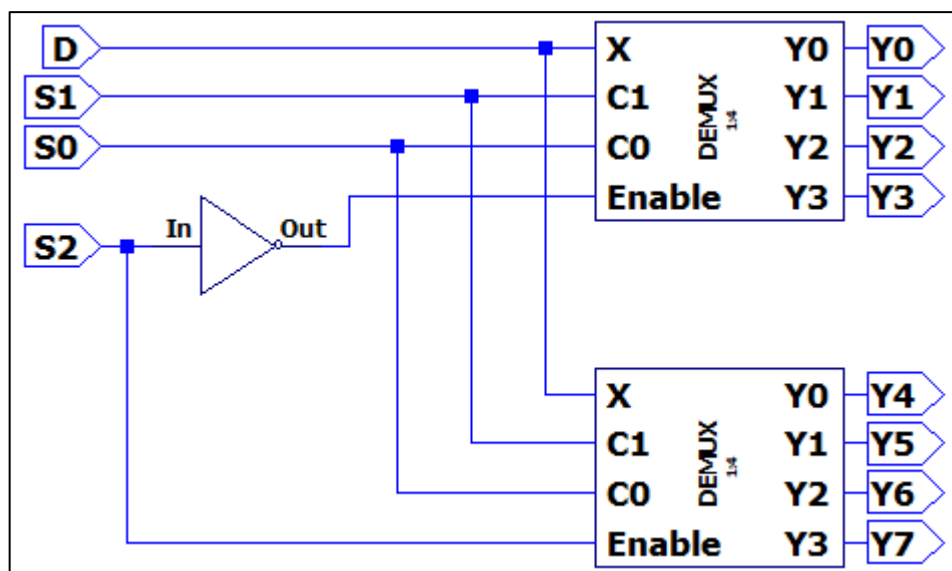 D X Y0 Y0
S1 C1 Y1 Y1
S0 C0 Y2 Y2
DEMUX
1:4
Enable Y3 Y3
S2 In Out
X Y0 Y4
C1 Y1 Y5
C0 Y2 Y6
DEMUX
1:4
Enable Y3 Y7